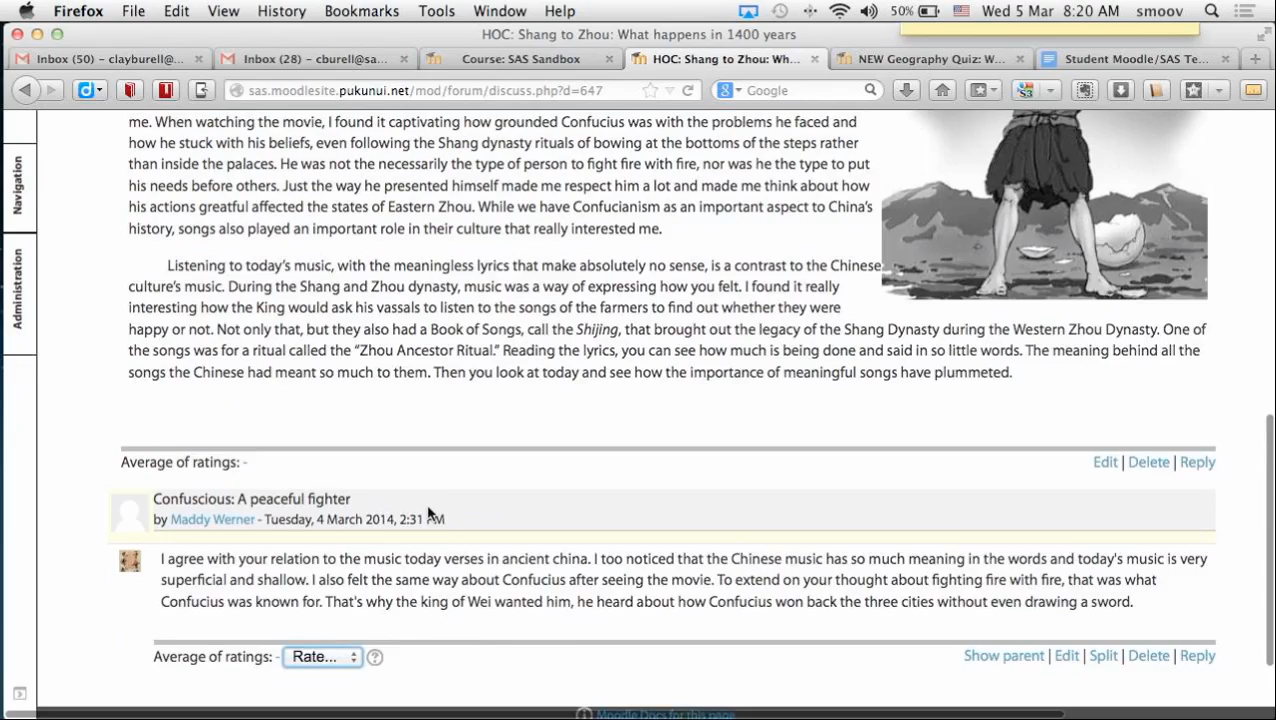 Firefox File Edit View History Bookmarks Tools Window Help 50% Wed 5 Mar 8:20 AM smoov
HOC: Shang to Zhou: What happens in 1400 years
Inbox (50) – clayburell@... Inbox (28) – cburell@sa... Course: SAS Sandbox HOC: Shang to Zhou: Wh... NEW Geography Quiz: W... Student Moodle/SAS Te...
sas.moodlesite.pukunui.net/mod/forum/discuss.php?d=647 Google
Navigation
Administration
me. When watching the movie, I found it captivating how grounded Confucius was with the problems he faced and
how he stuck with his beliefs, even following the Shang dynasty rituals of bowing at the bottoms of the steps rather
than inside the palaces. He was not the necessarily the type of person to fight fire with fire, nor was he the type to put
his needs before others. Just the way he presented himself made me respect him a lot and made me think about how
his actions greatful affected the states of Eastern Zhou. While we have Confucianism as an important aspect to China's
history, songs also played an important role in their culture that really interested me.
Listening to today's music, with the meaningless lyrics that make absolutely no sense, is a contrast to the Chinese
culture's music. During the Shang and Zhou dynasty, music was a way of expressing how you felt. I found it really
interesting how the King would ask his vassals to listen to the songs of the farmers to find out whether they were
happy or not. Not only that, but they also had a Book of Songs, call the Shijing, that brought out the legacy of the Shang Dynasty during the Western Zhou Dynasty. One of
the songs was for a ritual called the "Zhou Ancestor Ritual." Reading the lyrics, you can see how much is being done and said in so little words. The meaning behind all the
songs the Chinese had meant so much to them. Then you look at today and see how the importance of meaningful songs have plummeted.
Average of ratings: - Edit | Delete | Reply
Confuscious: A peaceful fighter
by Maddy Werner - Tuesday, 4 March 2014, 2:31 PM
I agree with your relation to the music today verses in ancient china. I too noticed that the Chinese music has so much meaning in the words and today's music is very
superficial and shallow. I also felt the same way about Confucius after seeing the movie. To extend on your thought about fighting fire with fire, that was what
Confucius was known for. That's why the king of Wei wanted him, he heard about how Confucius won back the three cities without even drawing a sword.
Average of ratings: - Rate... Show parent | Edit | Split | Delete | Reply
Moodle Docs for this page